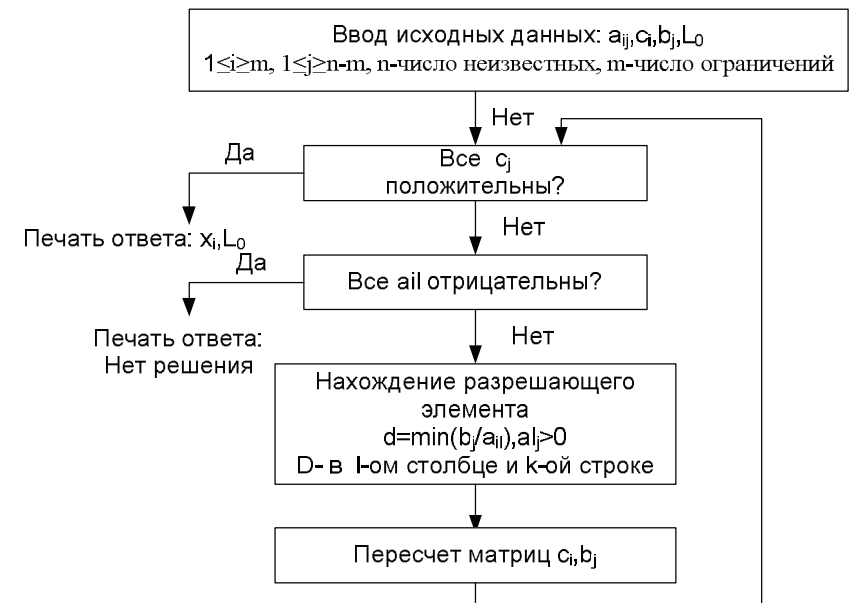 Ввод исходных данных: aij,ci,bj,L0
1≤i≥m, 1≤j≥n-m, n-число неизвестных, m-число ограничений
Нет
Да
Все cj
положительны?
Нет
Печать ответа: xi,L0
Да
Все ail отрицательны?
Нет
Печать ответа:
Нет решения
Нахождение разрешающего
элемента
d=min(bj/ail),alj>0
D- в l-ом столбце и k-ой строке
Пересчет матриц ci,bj